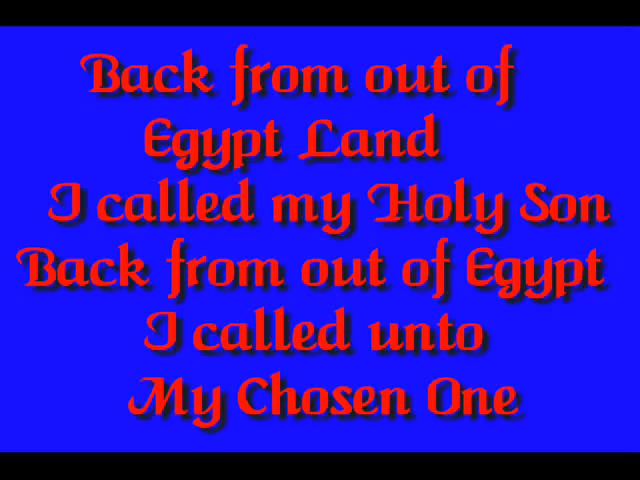 Back from out of
Egypt Land
I called my Holy Son
Back from out of Egypt
I called unto
My Chosen One